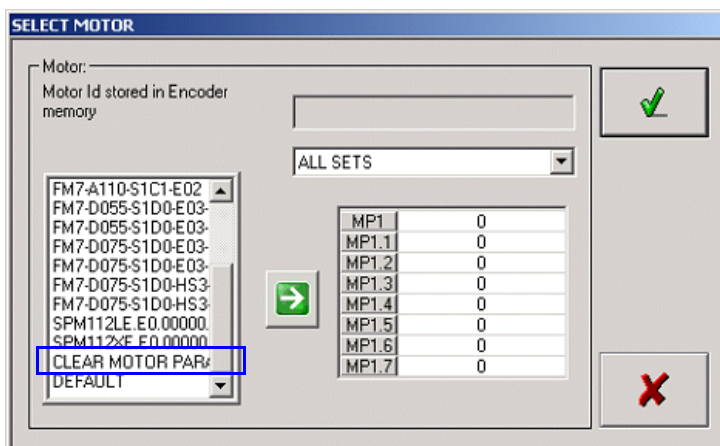 SELECT MOTOR
Motor:
Motor Id stored in Encoder
memory
ALL SETS
FM7-A110-S1C1-E02
FM7-D055-S1D0-E03-
FM7-D055-S1D0-E03-
FM7-D075-S1D0-E03-
FM7-D075-S1D0-E03-
FM7-D075-S1D0-HS3-
FM7-D075-S1D0-HS3-
SPM112LE.E0.00000.
SPM112XE.E0.00000
CLEAR MOTOR PARA
DEFAULT
MP1 0
MP1.1 0
MP1.2 0
MP1.3 0
MP1.4 0
MP1.5 0
MP1.6 0
MP1.7 0